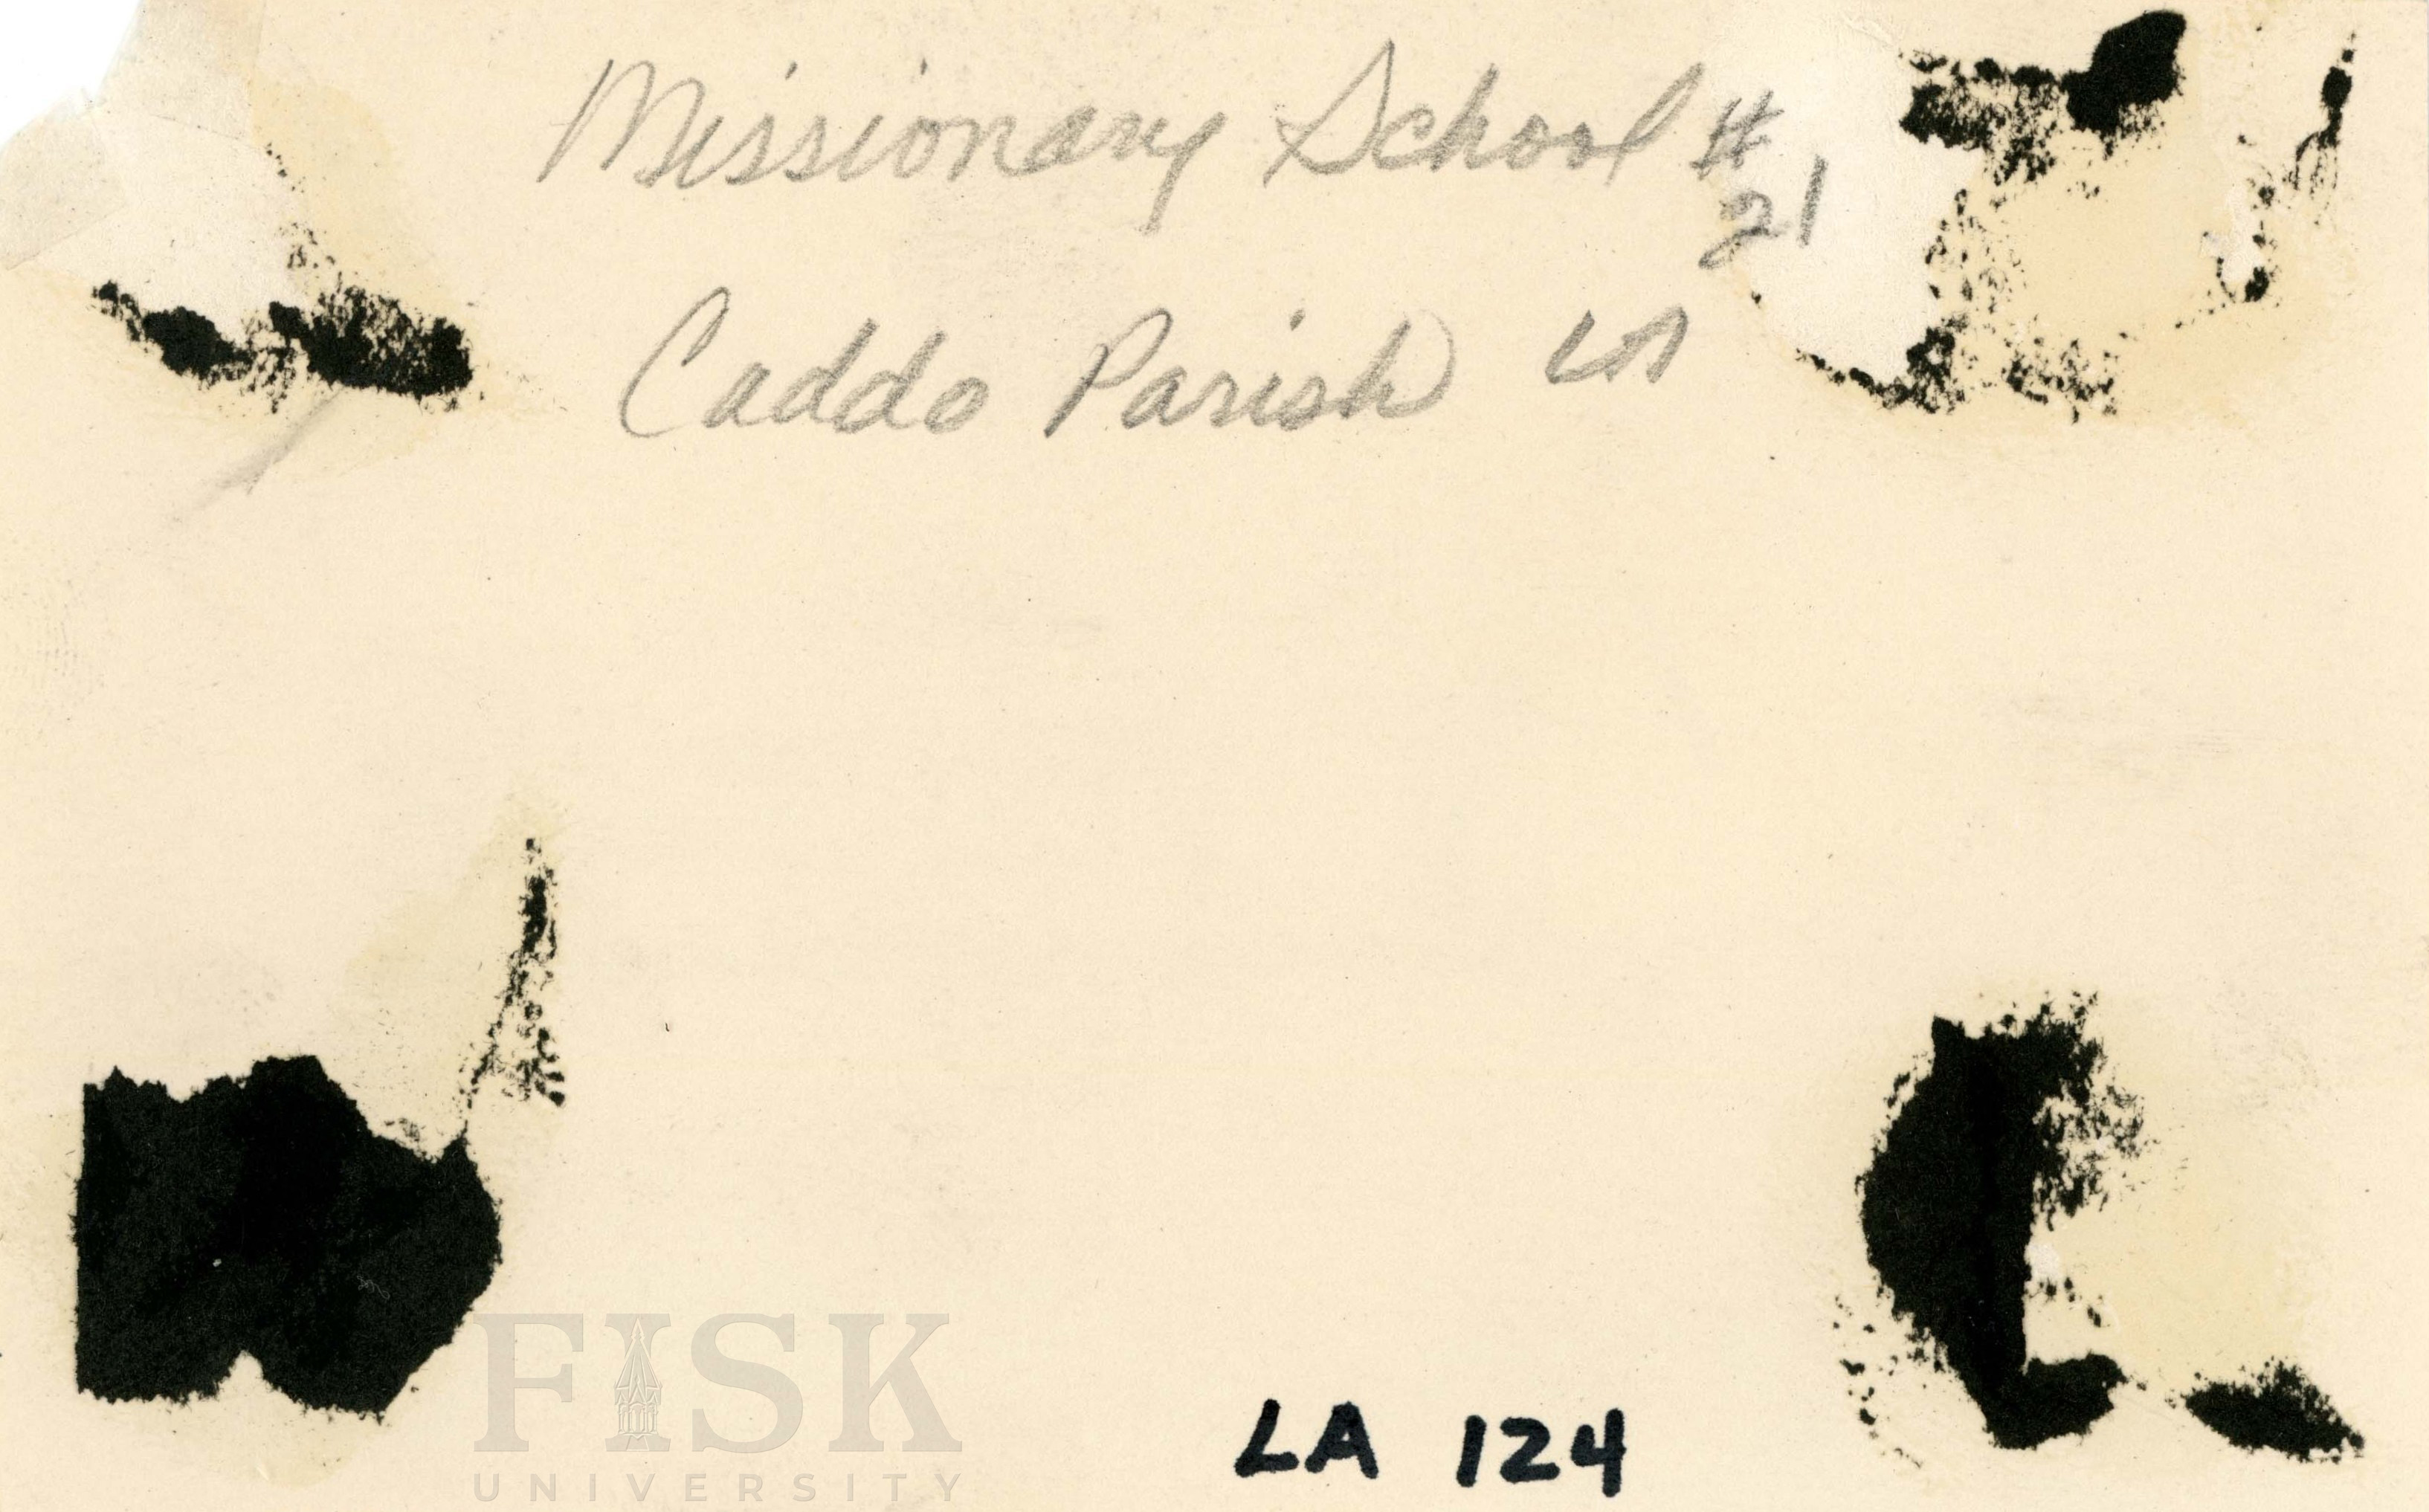 Missionary School #
21
Caddo Parish LA
FISK
UNIVERSITY
LA 124